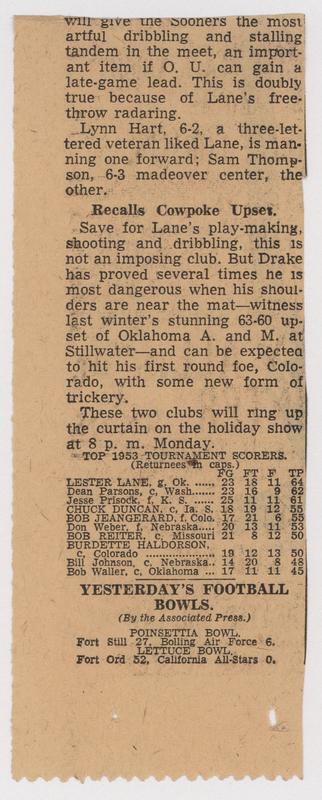 will give the Sooners the most
artful dribbling and stalling
tandem in the meet, an import-
ant item if O. U. can gain a
late-game lead. This is doubly
true because of Lane's free-
throw radaring.
Lynn Hart, 6-2, a three-let-
tered veteran liked Lane, is man-
ning one forward; Sam Thomp-
son, 6-3 madeover center, the
other.
Recalls Cowpoke Upset.
Save for Lane's play-making,
shooting and dribbling, this is
not an imposing club. But Drake
has proved several times he is
most dangerous when his shoul-
ders are near the mat—witness
last winter's stunning 63-60 up-
set of Oklahoma A. and M. at
Stillwater—and can be expected
to hit his first round foe, Colo-
rado, with some new form of
trickery.
These two clubs will ring up
the curtain on the holiday show
at 8 p. m. Monday.
TOP 1953 TOURNAMENT SCORERS.
(Returnees in caps.)
FG FT F TP
LESTER LANE, g, Ok. ...... 23 18 11 64
Dean Parsons, c, Wash....... 23 16 9 62
Jesse Prisock, f, K. S. ...... 25 11 11 61
CHUCK DUNCAN, c, Ia. S. 18 19 12 55
BOB JEANGERARD, f, Colo. 17 21 6 55
Don Weber, f, Nebraska.... 20 13 11 53
BOB REITER, c, Missouri 21 8 12 50
BURDETTE HALDORSON,
c, Colorado .................. 19 12 13 50
Bill Johnson, c, Nebraska.. 14 20 8 48
Bob Waller, c, Oklahoma ... 17 11 11 45
YESTERDAY'S FOOTBALL
BOWLS.
(By the Associated Press.)
POINSETTIA BOWL.
Fort Sill 27, Bolling Air Force 6.
LETTUCE BOWL.
Fort Ord 52, California All-Stars 0.